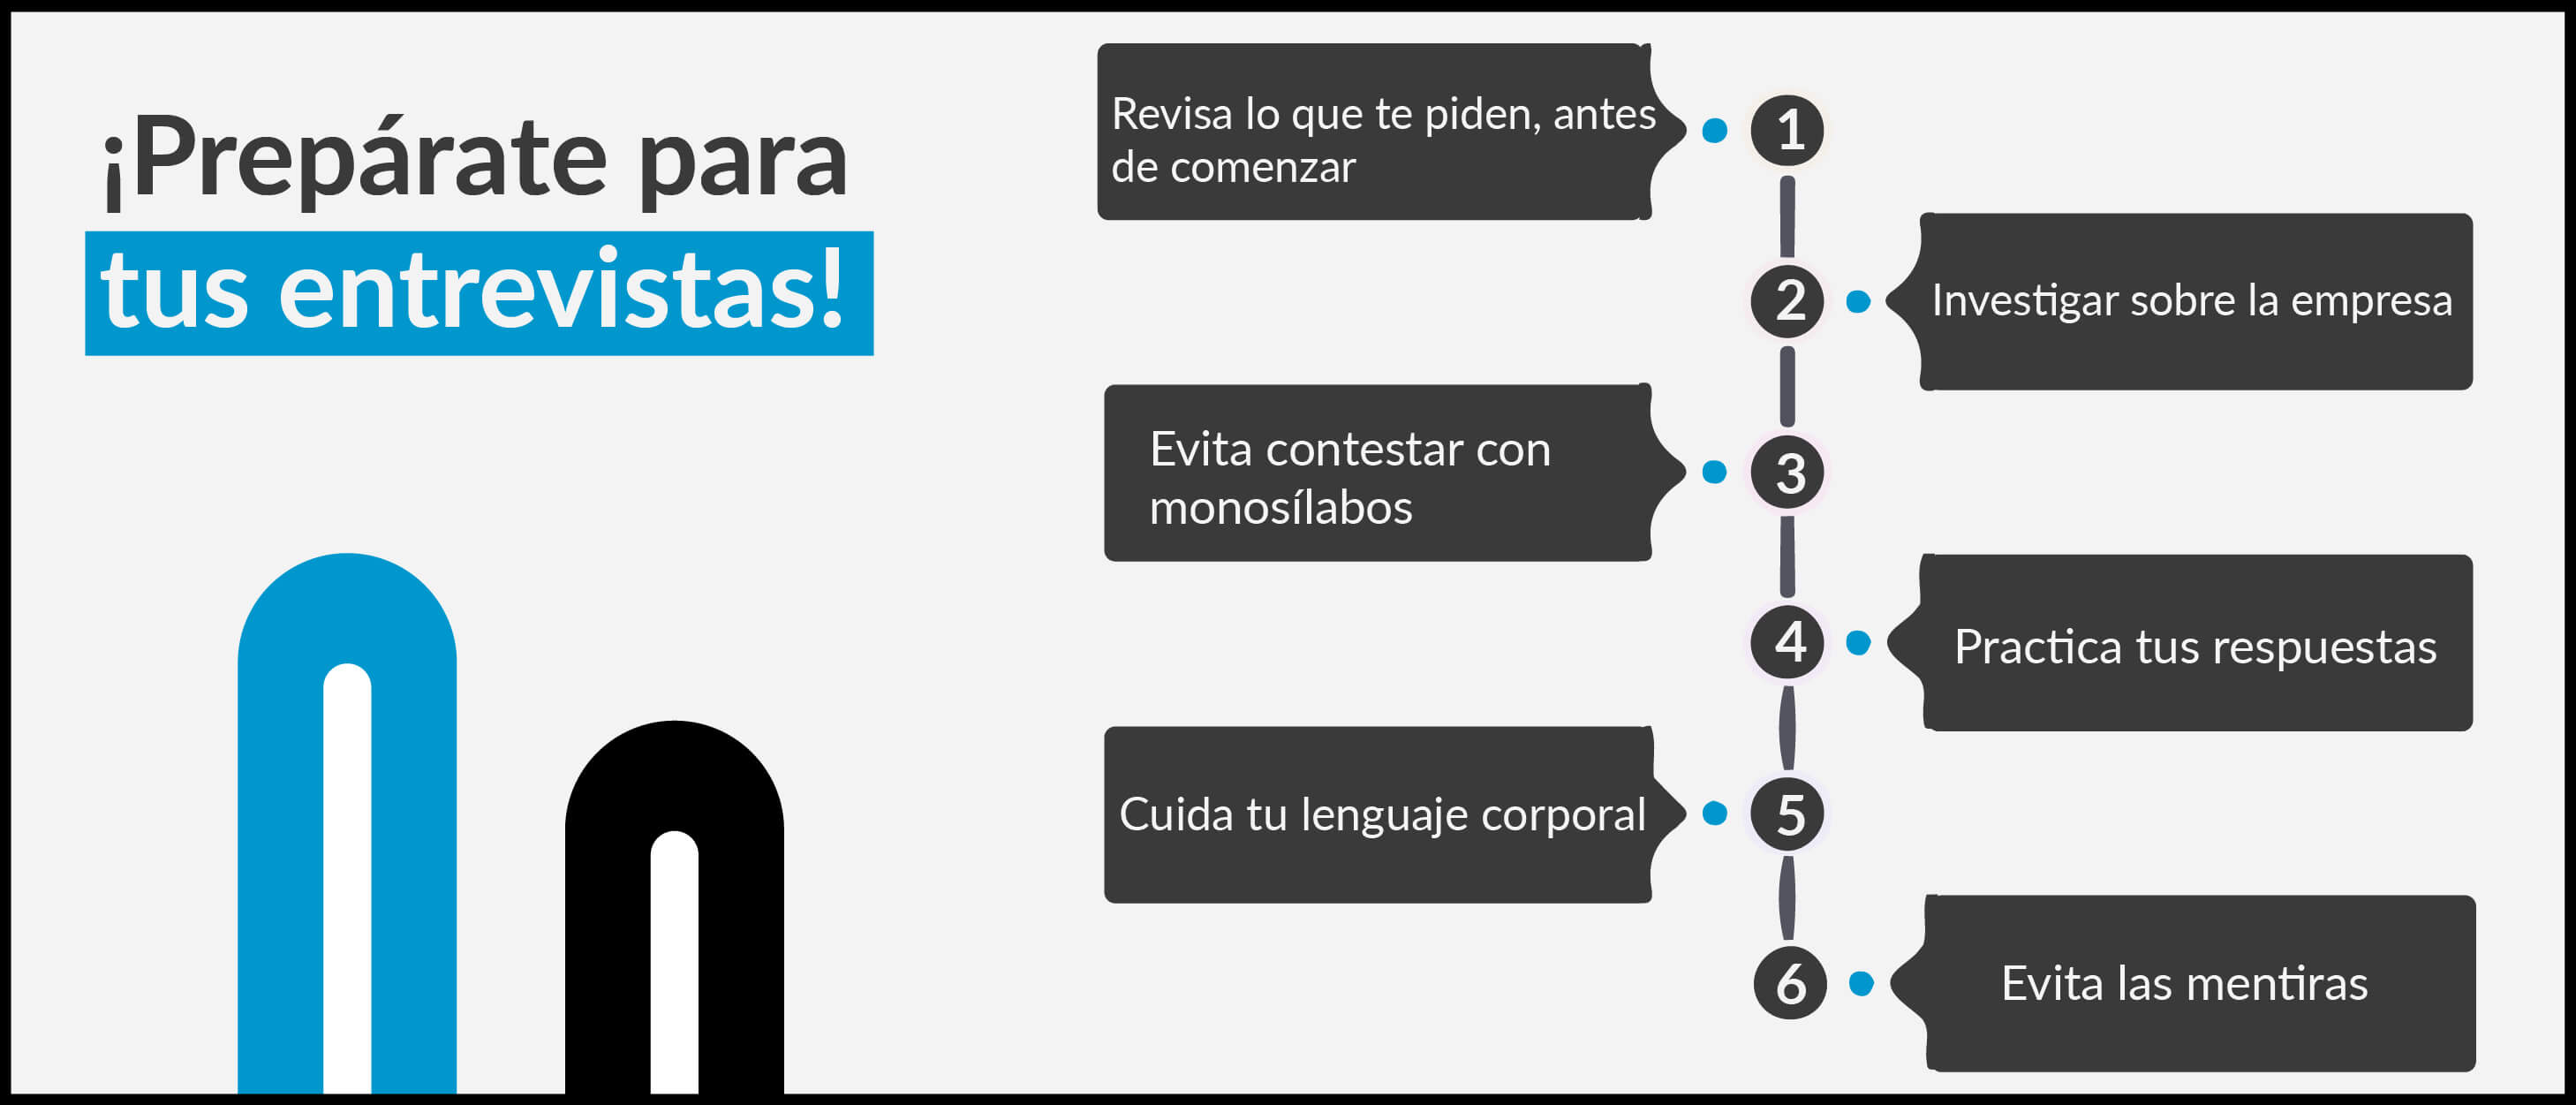 ¡Prepárate para
tus entrevistas!
Revisa lo que te piden, antes
de comenzar
1
2
Investigar sobre la empresa
Evita contestar con
monosílabos
3
4
Practica tus respuestas
Cuida tu lenguaje corporal
5
6
Evita las mentiras